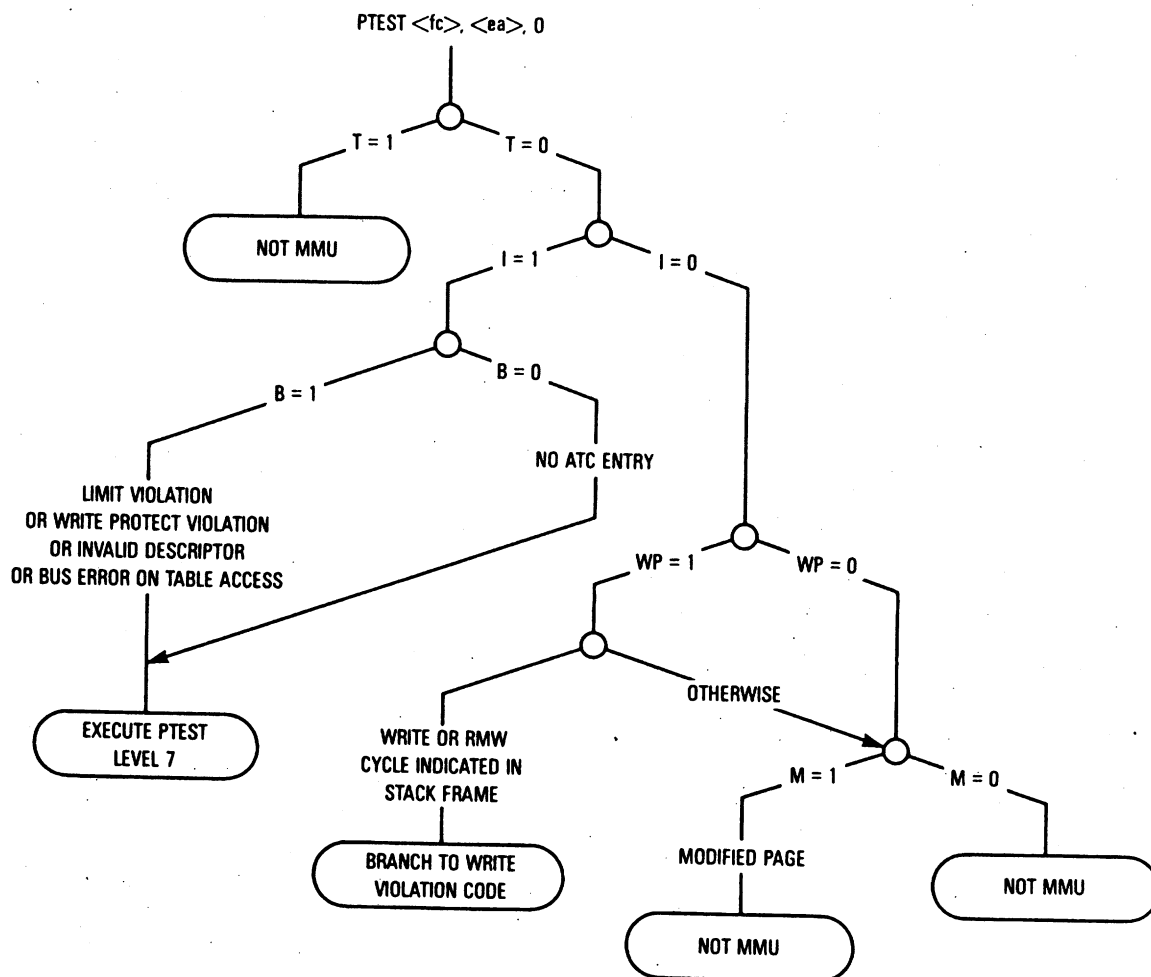 PTEST <fc>, <ea>, 0
T = 1
T = 0
NOT MMU
I = 1
I = 0
B = 1
B = 0
NO ATC ENTRY
LIMIT VIOLATION
OR WRITE PROTECT VIOLATION
OR INVALID DESCRIPTOR
OR BUS ERROR ON TABLE ACCESS
WP = 1
WP = 0
EXECUTE PTEST
LEVEL 7
OTHERWISE
WRITE OR RMW
CYCLE INDICATED IN
STACK FRAME
M = 1
M = 0
BRANCH TO WRITE
VIOLATION CODE
MODIFIED PAGE
NOT MMU
NOT MMU